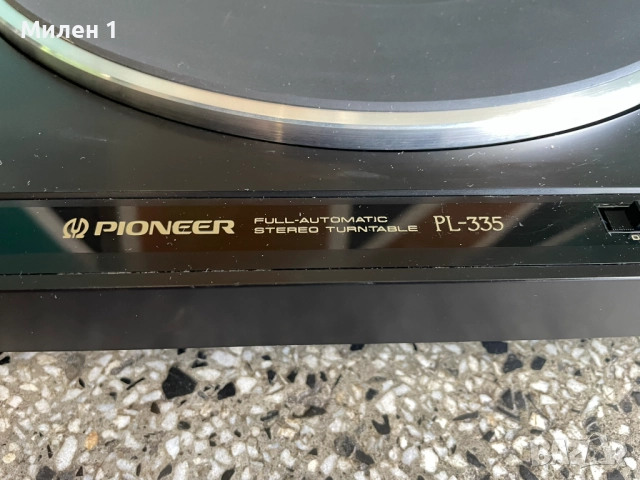 Милен 1
PIONEER
FULL-AUTOMATIC
STEREO TURNTABLE
PL-335